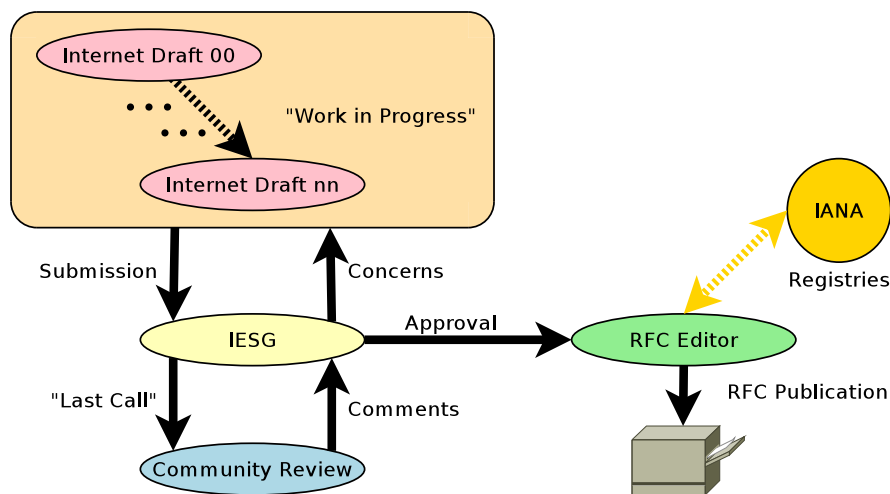 Internet Draft 00
"Work in Progress"
Internet Draft nn
IANA
Submission
Concerns
Registries
Approval
IESG
RFC Editor
"Last Call"
Comments
RFC Publication
Community Review